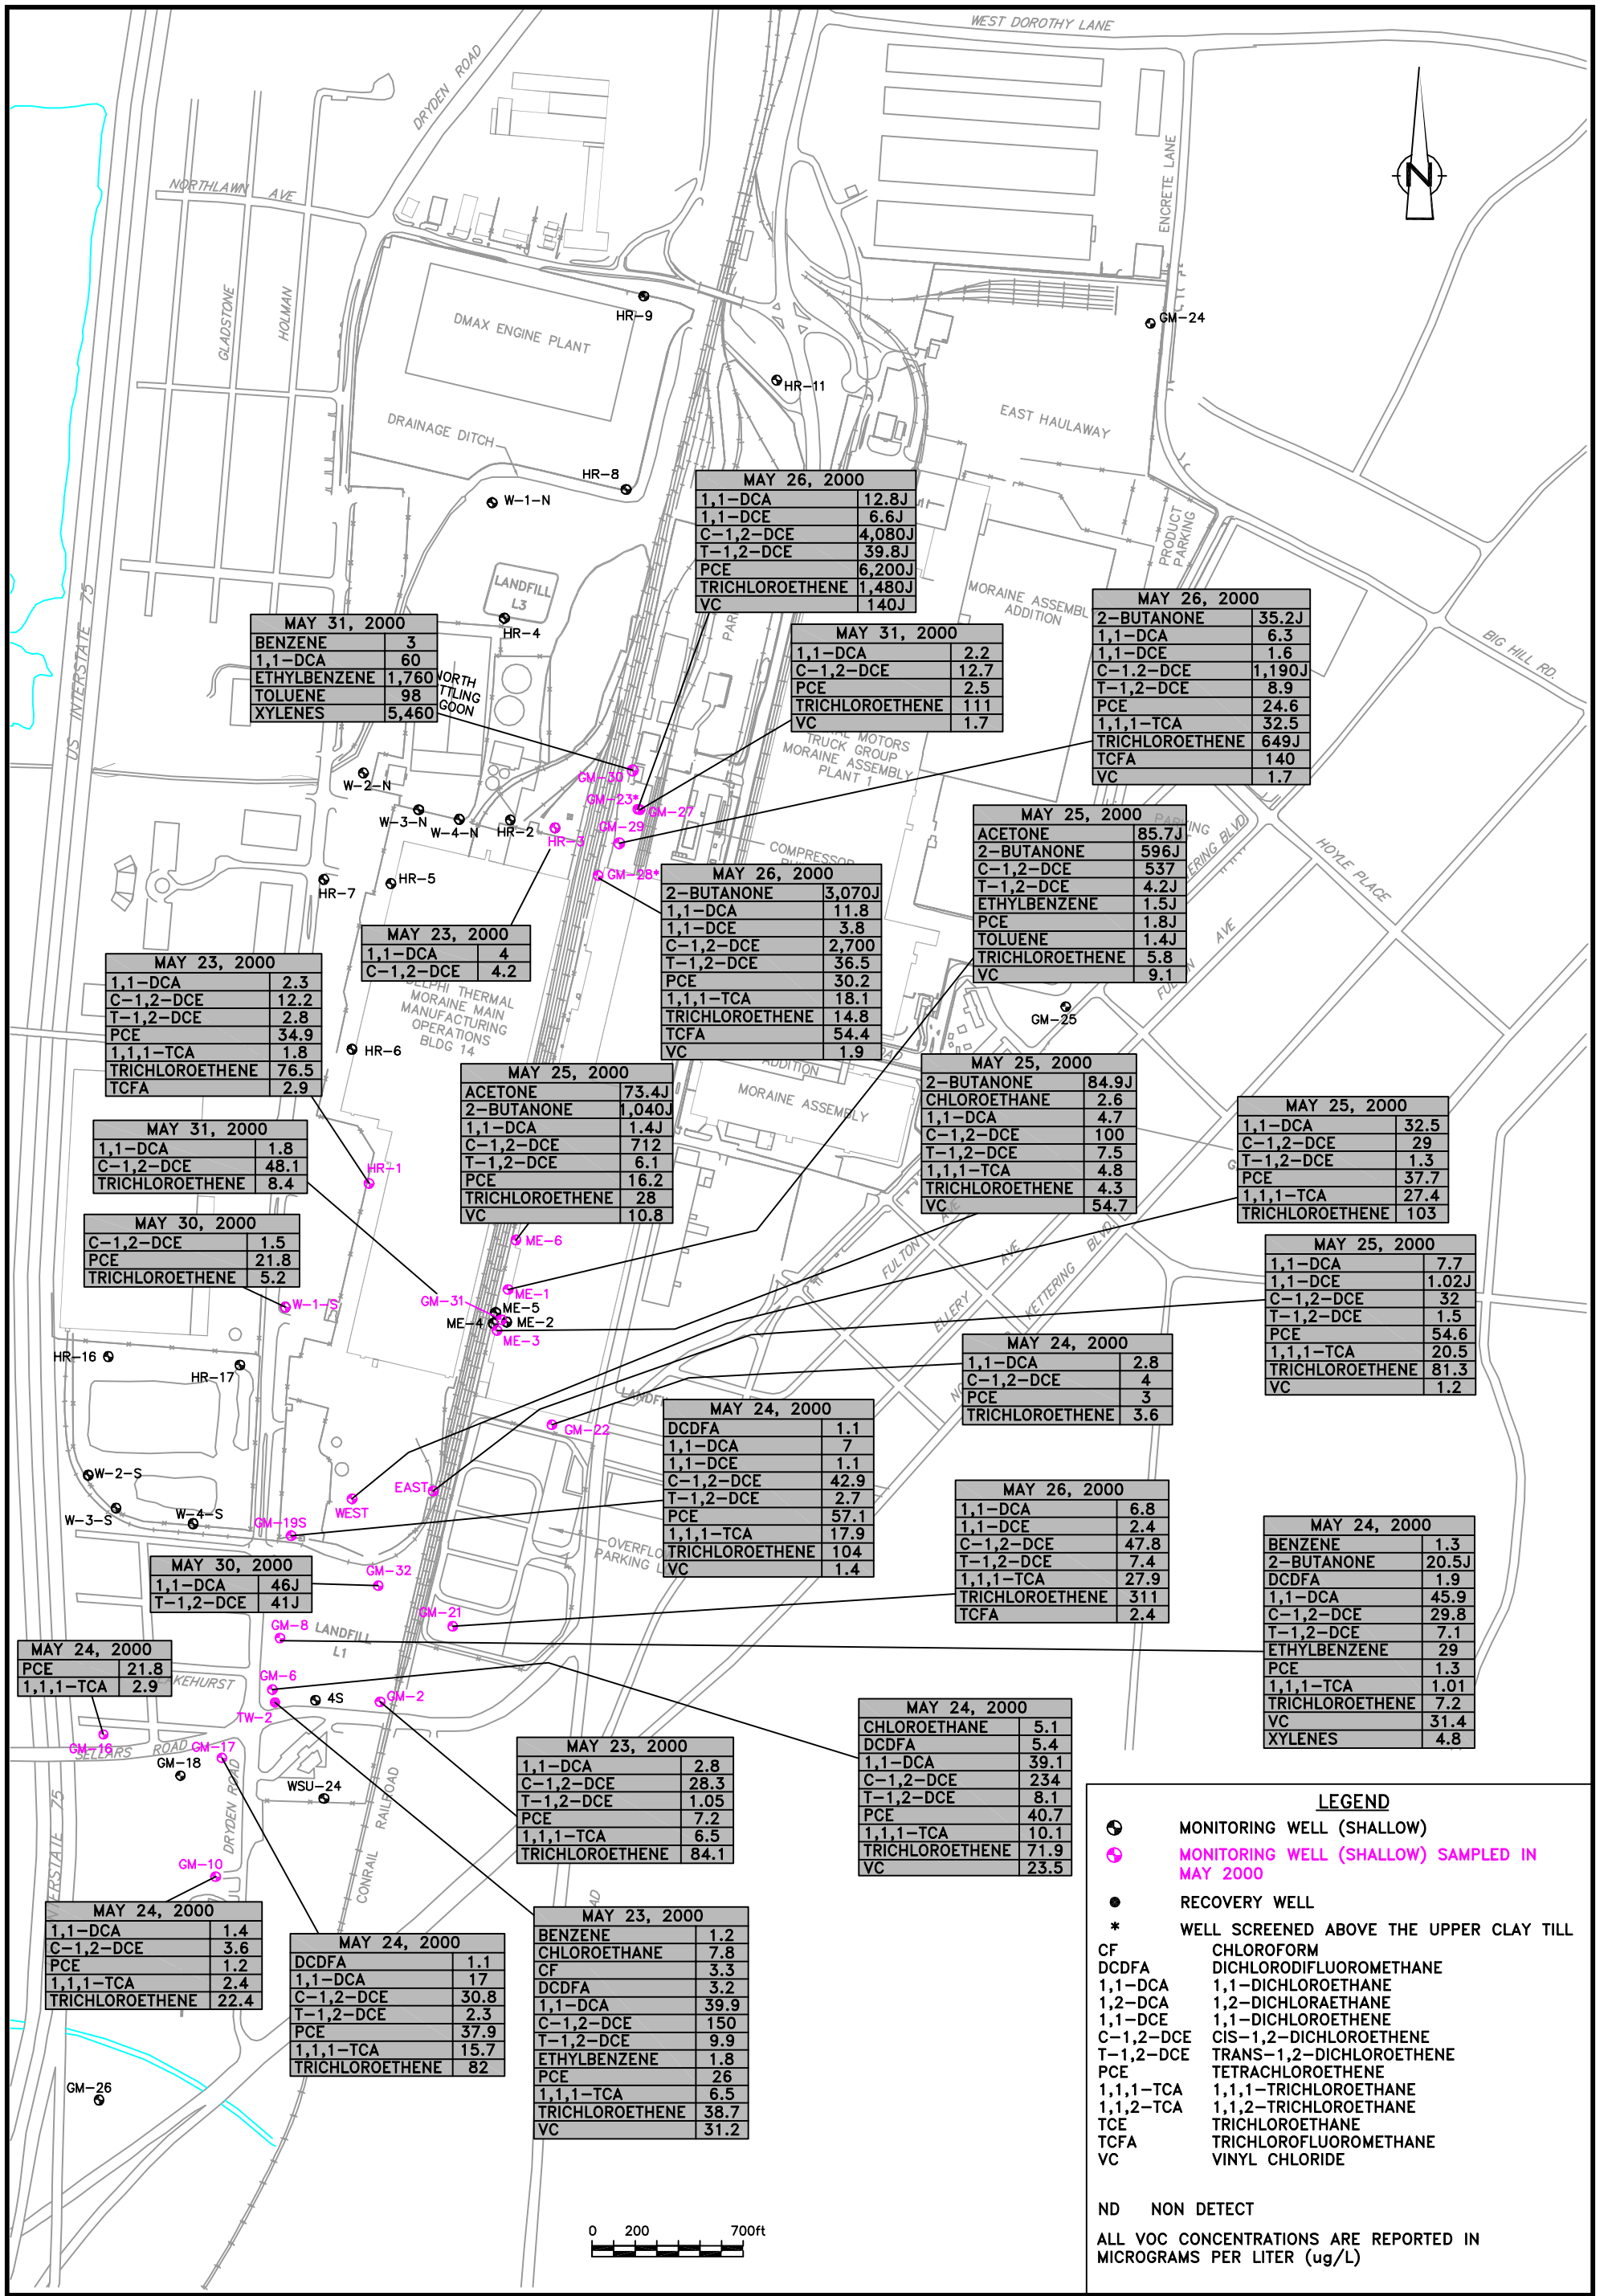 WEST DOROTHY LANE
DRYDEN ROAD
NORTHLAWN AVE
GLADSTONE
HOLMAN
ENCRETE LANE
N
HR-9
DMAX ENGINE PLANT
GM-24
HR-11
EAST HAULAWAY
DRAINAGE DITCH
HR-8
W-1-N
PRODUCT
PARKING
US INTERSTATE 75
LANDFILL
L3
HR-4
MORAINE ASSEMBL
ADDITION
BIG HILL RD.
MAY 26, 2000
1,1-DCA 12.8J
1,1-DCE 6.6J
C-1,2-DCE 4,080J
T-1,2-DCE 39.8J
PCE 6,200J
TRICHLOROETHENE 1,480J
VC 140J
MAY 31, 2000
BENZENE 3
1,1-DCA 60
ETHYLBENZENE 1,760
TOLUENE 98
XYLENES 5,460
NORTH
TTLING
GOON
MAY 31, 2000
1,1-DCA 2.2
C-1,2-DCE 12.7
PCE 2.5
TRICHLOROETHENE 111
VC 1.7
MAY 26, 2000
2-BUTANONE 35.2J
1,1-DCA 6.3
1,1-DCE 1.6
C-1.2-DCE 1,190J
T-1,2-DCE 8.9
PCE 24.6
1,1,1-TCA 32.5
TRICHLOROETHENE 649J
TCFA 140
VC 1.7
MOTORS
TRUCK GROUP
MORAINE ASSEMBLY
PLANT 1
W-2-N
W-3-N
W-4-N
HR-2
HR-3
GM-30
GM-23*
GM-27
GM-29
GM-28*
COMPRESSOR
HR-7
HR-5
HOYLE PLACE
FULTON AVE
MAY 25, 2000
ACETONE 85.7J
2-BUTANONE 596J
C-1,2-DCE 537
T-1,2-DCE 4.2J
ETHYLBENZENE 1.5J
PCE 1.8J
TOLUENE 1.4J
TRICHLOROETHENE 5.8
VC 9.1
MAY 26, 2000
2-BUTANONE 3,070J
1,1-DCA 11.8
1,1-DCE 3.8
C-1,2-DCE 2,700
T-1,2-DCE 36.5
PCE 30.2
1,1,1-TCA 18.1
TRICHLOROETHENE 14.8
TCFA 54.4
VC 1.9
MAY 23, 2000
1,1-DCA 4
C-1,2-DCE 4.2
ELPHI THERMAL
MORAINE MAIN
MANUFACTURING
OPERATIONS
BLDG 14
MAY 23, 2000
1,1-DCA 2.3
C-1,2-DCE 12.2
T-1,2-DCE 2.8
PCE 34.9
1,1,1-TCA 1.8
TRICHLOROETHENE 76.5
TCFA 2.9
HR-6
GM-25
ADDITION
MORAINE ASSEMBLY
MAY 25, 2000
ACETONE 73.4J
2-BUTANONE 1,040J
1,1-DCA 1.4J
C-1,2-DCE 712
T-1,2-DCE 6.1
PCE 16.2
TRICHLOROETHENE 28
VC 10.8
MAY 25, 2000
2-BUTANONE 84.9J
CHLOROETHANE 2.6
1,1-DCA 4.7
C-1,2-DCE 100
T-1,2-DCE 7.5
1,1,1-TCA 4.8
TRICHLOROETHENE 4.3
VC 54.7
MAY 25, 2000
1,1-DCA 32.5
C-1,2-DCE 29
T-1,2-DCE 1.3
PCE 37.7
1,1,1-TCA 27.4
TRICHLOROETHENE 103
MAY 31, 2000
1,1-DCA 1.8
C-1,2-DCE 48.1
TRICHLOROETHENE 8.4
HR-1
MAY 30, 2000
C-1,2-DCE 1.5
PCE 21.8
TRICHLOROETHENE 5.2
W-1-S
ME-6
ME-1
GM-31
ME-5
ME-4
ME-2
ME-3
FULTON AVE
ELLERY AVE
KETTERING BLVD.
MAY 25, 2000
1,1-DCA 7.7
1,1-DCE 1.02J
C-1,2-DCE 32
T-1,2-DCE 1.5
PCE 54.6
1,1,1-TCA 20.5
TRICHLOROETHENE 81.3
VC 1.2
HR-16
HR-17
MAY 24, 2000
1,1-DCA 2.8
C-1,2-DCE 4
PCE 3
TRICHLOROETHENE 3.6
GM-22
MAY 24, 2000
DCDFA 1.1
1,1-DCA 7
1,1-DCE 1.1
C-1,2-DCE 42.9
T-1,2-DCE 2.7
PCE 57.1
1,1,1-TCA 17.9
TRICHLOROETHENE 104
VC 1.4
W-2-S
W-3-S
W-4-S
WEST
EAST
GM-19S
OVERFLO
PARKING L
MAY 26, 2000
1,1-DCA 6.8
1,1-DCE 2.4
C-1,2-DCE 47.8
T-1,2-DCE 7.4
1,1,1-TCA 27.9
TRICHLOROETHENE 311
TCFA 2.4
MAY 24, 2000
BENZENE 1.3
2-BUTANONE 20.5J
DCDFA 1.9
1,1-DCA 45.9
C-1,2-DCE 29.8
T-1,2-DCE 7.1
ETHYLBENZENE 29
PCE 1.3
1,1,1-TCA 1.01
TRICHLOROETHENE 7.2
VC 31.4
XYLENES 4.8
MAY 30, 2000
1,1-DCA 46J
T-1,2-DCE 41J
GM-32
GM-21
GM-8
LANDFILL
L1
MAY 24, 2000
PCE 21.8
1,1,1-TCA 2.9
AKEHURST
GM-6
4S
GM-2
TW-2
GM-16
SELLARS ROAD
GM-17
GM-18
WSU-24
DRYDEN ROAD
CONRAIL RAILROAD
MAY 23, 2000
1,1-DCA 2.8
C-1,2-DCE 28.3
T-1,2-DCE 1.05
PCE 7.2
1,1,1-TCA 6.5
TRICHLOROETHENE 84.1
MAY 24, 2000
CHLOROETHANE 5.1
DCDFA 5.4
1,1-DCA 39.1
C-1,2-DCE 234
T-1,2-DCE 8.1
PCE 40.7
1,1,1-TCA 10.1
TRICHLOROETHENE 71.9
VC 23.5
GM-10
MAY 24, 2000
1,1-DCA 1.4
C-1,2-DCE 3.6
PCE 1.2
1,1,1-TCA 2.4
TRICHLOROETHENE 22.4
MAY 24, 2000
DCDFA 1.1
1,1-DCA 17
C-1,2-DCE 30.8
T-1,2-DCE 2.3
PCE 37.9
1,1,1-TCA 15.7
TRICHLOROETHENE 82
MAY 23, 2000
BENZENE 1.2
CHLOROETHANE 7.8
CF 3.3
DCDFA 3.2
1,1-DCA 39.9
C-1,2-DCE 150
T-1,2-DCE 9.9
ETHYLBENZENE 1.8
PCE 26
1,1,1-TCA 6.5
TRICHLOROETHENE 38.7
VC 31.2
GM-26
0 200 700ft
LEGEND
MONITORING WELL (SHALLOW)
MONITORING WELL (SHALLOW) SAMPLED IN
MAY 2000
RECOVERY WELL
* WELL SCREENED ABOVE THE UPPER CLAY TILL
CF CHLOROFORM
DCDFA DICHLORODIFLUOROMETHANE
1,1-DCA 1,1-DICHLOROETHANE
1,2-DCA 1,2-DICHLORAETHANE
1,1-DCE 1,1-DICHLOROETHENE
C-1,2-DCE CIS-1,2-DICHLOROETHENE
T-1,2-DCE TRANS-1,2-DICHLOROETHENE
PCE TETRACHLOROETHENE
1,1,1-TCA 1,1,1-TRICHLOROETHANE
1,1,2-TCA 1,1,2-TRICHLOROETHANE
TCE TRICHLOROETHANE
TCFA TRICHLOROFLUOROMETHANE
VC VINYL CHLORIDE
ND NON DETECT
ALL VOC CONCENTRATIONS ARE REPORTED IN
MICROGRAMS PER LITER (ug/L)